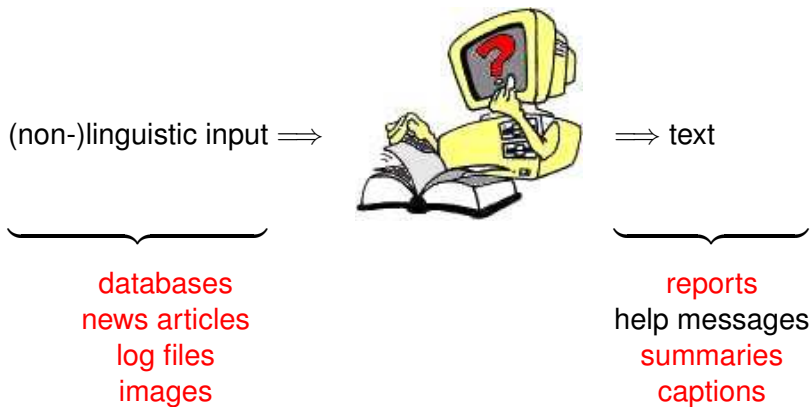 (non-)linguistic input ⟹ ? ⟹ text
databases
news articles
log files
images
reports
help messages
summaries
captions